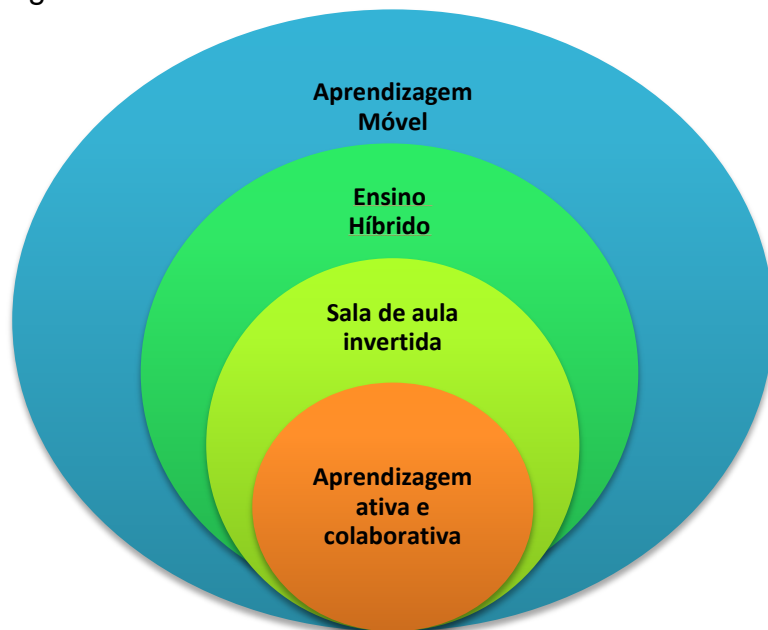 Aprendizagem
Móvel
Ensino
Híbrido
Sala de aula
invertida
Aprendizagem
ativa e
colaborativa